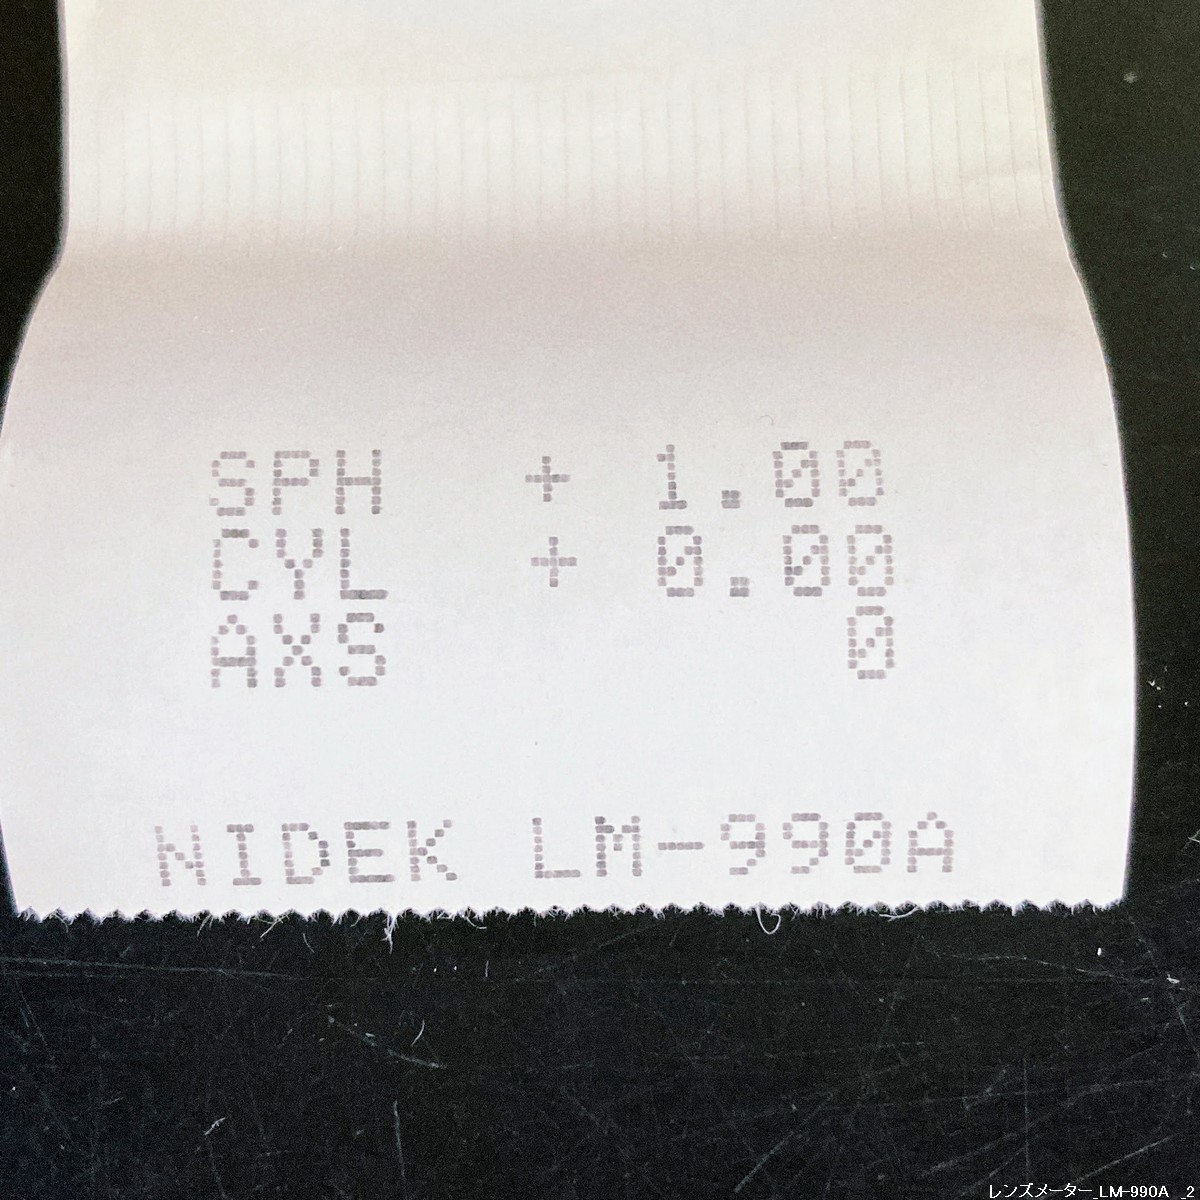 SPH + 1.00
CYL + 0.00
AXS 0
NIDEK LM-990A
レンズメーター_LM-990A _2